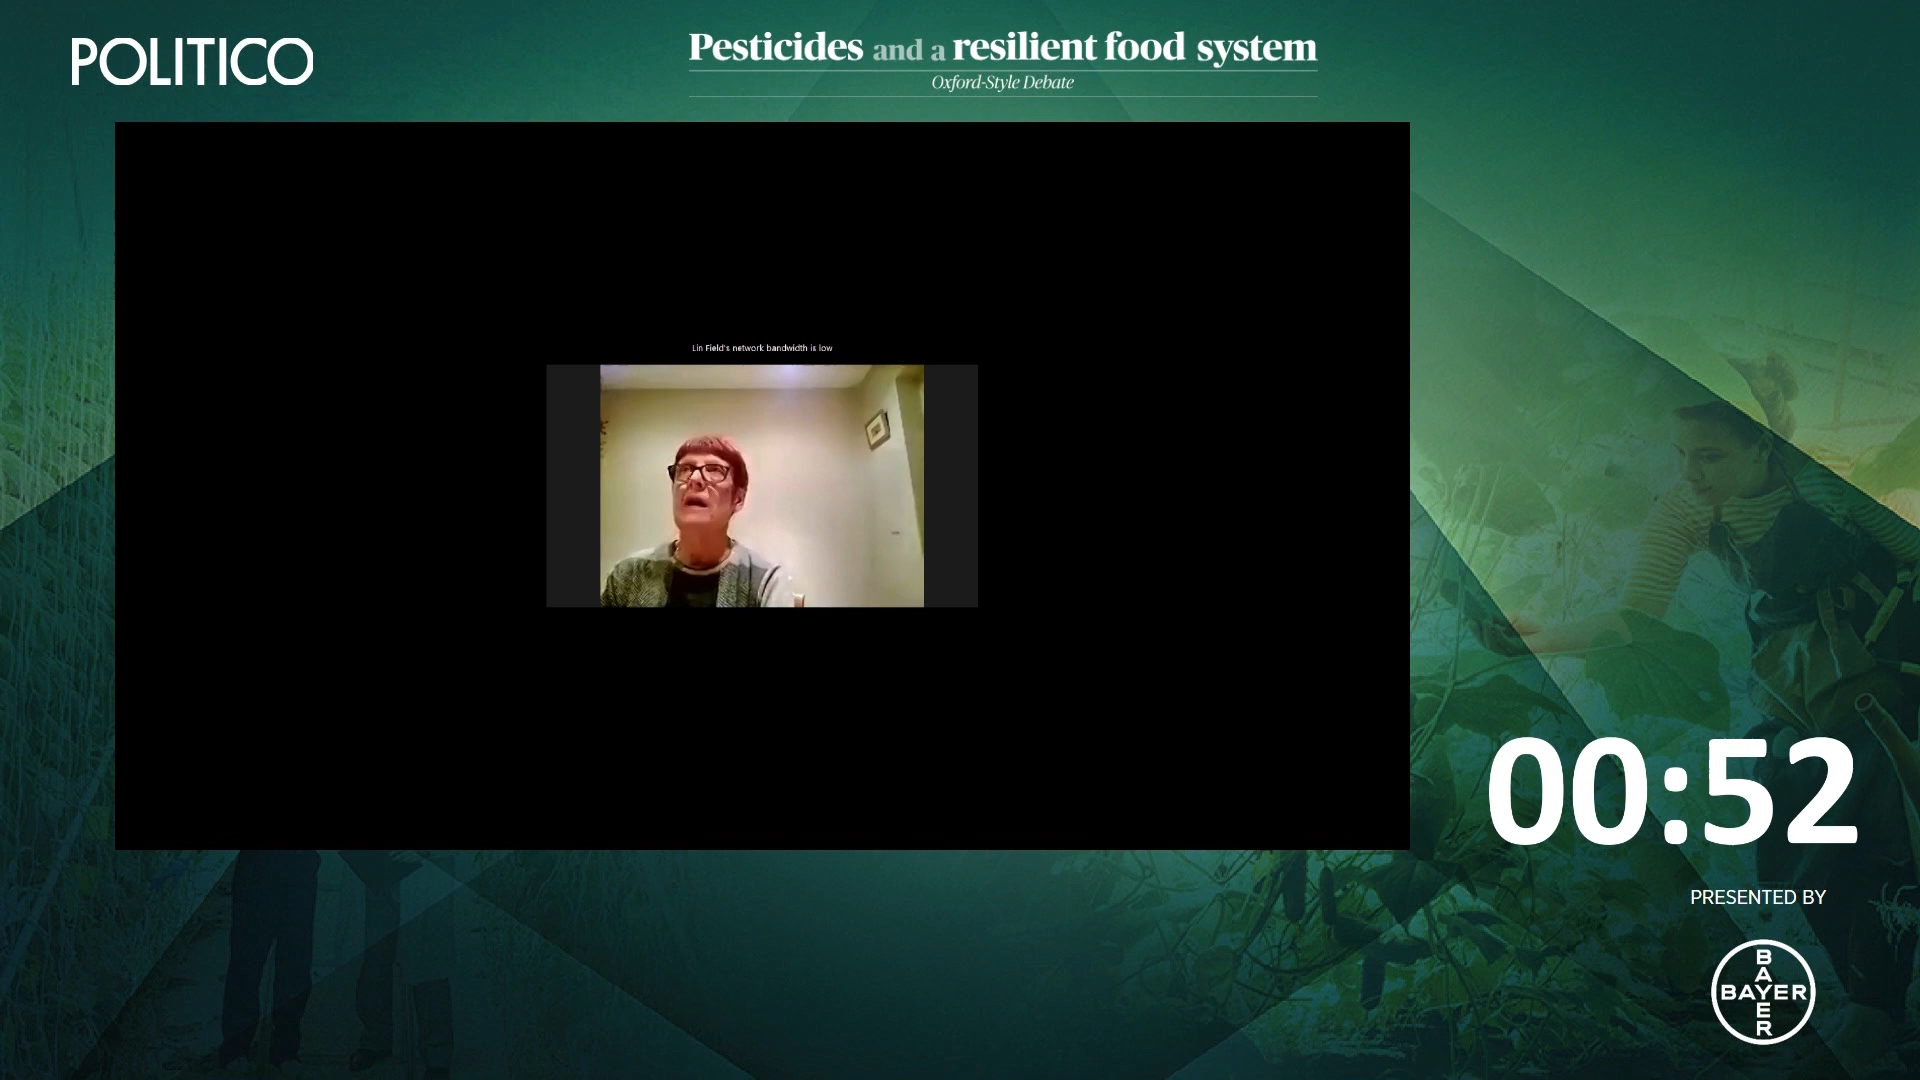 POLITICO
Pesticides and a resilient food system
Oxford-Style Debate
Lin Field's network bandwidth is low
00:52
PRESENTED BY
BAYER
BAYER